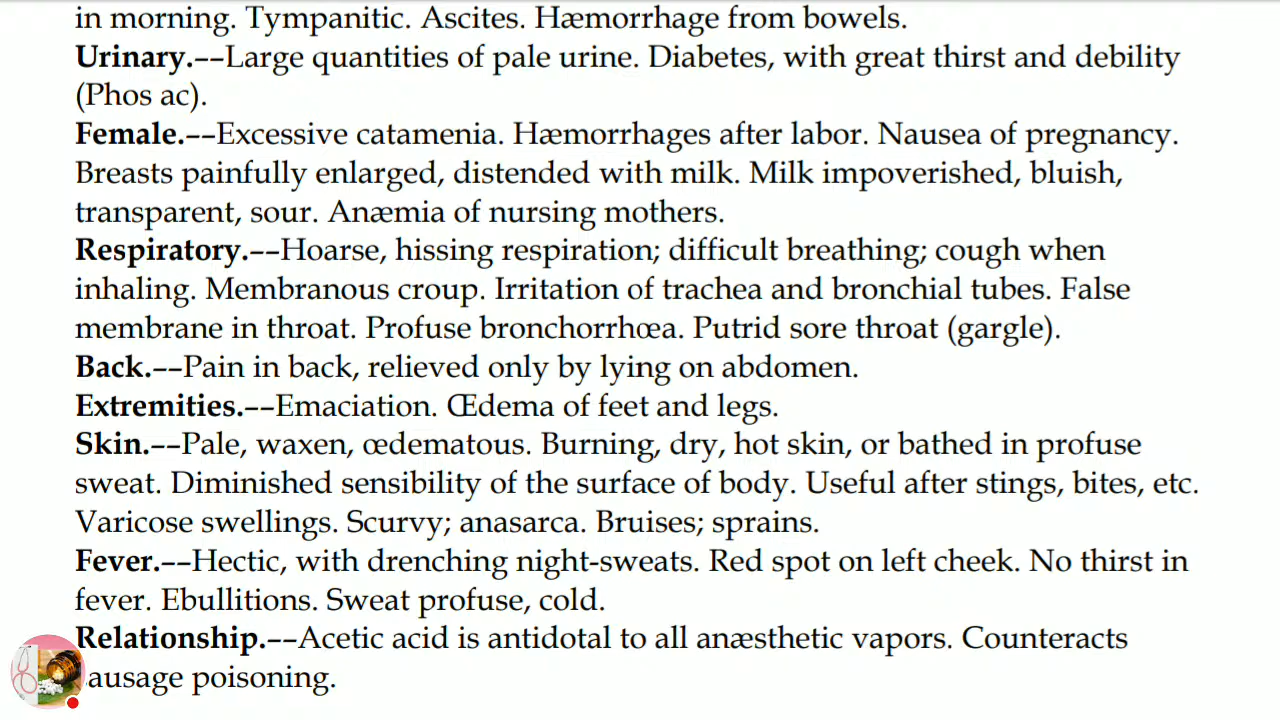 in morning. Tympanitic. Ascites. Hæmorrhage from bowels.
Urinary.--Large quantities of pale urine. Diabetes, with great thirst and debility
(Phos ac).
Female.--Excessive catamenia. Hæmorrhages after labor. Nausea of pregnancy.
Breasts painfully enlarged, distended with milk. Milk impoverished, bluish,
transparent, sour. Anæmia of nursing mothers.
Respiratory.--Hoarse, hissing respiration; difficult breathing; cough when
inhaling. Membranous croup. Irritation of trachea and bronchial tubes. False
membrane in throat. Profuse bronchorrhœa. Putrid sore throat (gargle).
Back.--Pain in back, relieved only by lying on abdomen.
Extremities.--Emaciation. Œdema of feet and legs.
Skin.--Pale, waxen, œdematous. Burning, dry, hot skin, or bathed in profuse
sweat. Diminished sensibility of the surface of body. Useful after stings, bites, etc.
Varicose swellings. Scurvy; anasarca. Bruises; sprains.
Fever.--Hectic, with drenching night-sweats. Red spot on left cheek. No thirst in
fever. Ebullitions. Sweat profuse, cold.
Relationship.--Acetic acid is antidotal to all anæsthetic vapors. Counteracts
ausage poisoning.